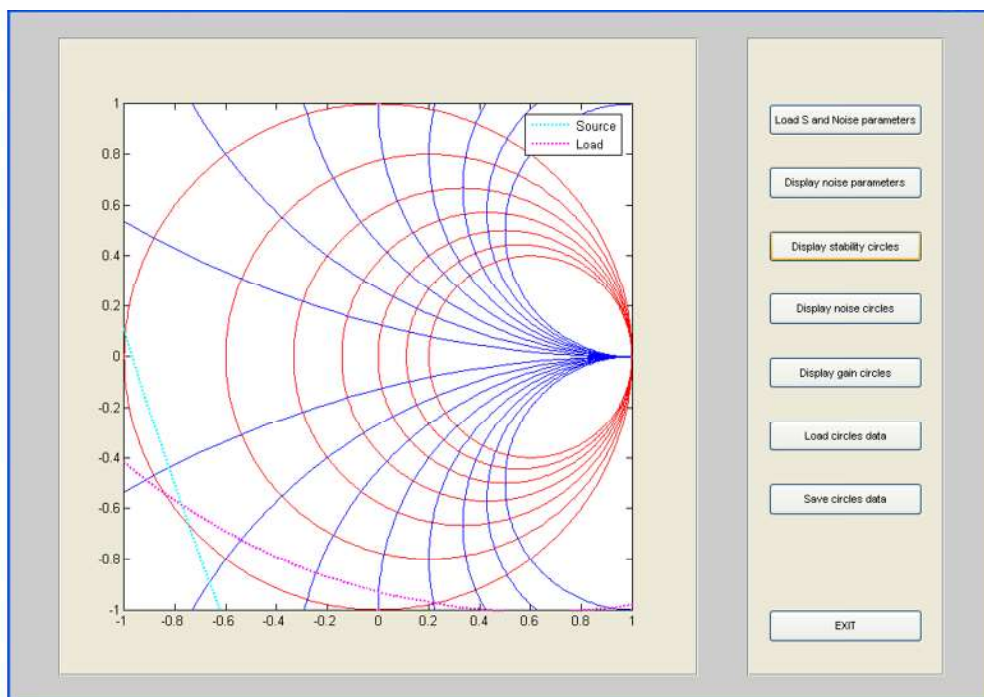 1
0.8
0.6
0.4
0.2
0
-0.2
-0.4
-0.6
-0.8
-1
-1 -0.8 -0.6 -0.4 -0.2 0 0.2 0.4 0.6 0.8 1
Source
Load
Load S and Noise parameters
Display noise parameters
Display stability circles
Display noise circles
Display gain circles
Load circles data
Save circles data
EXIT